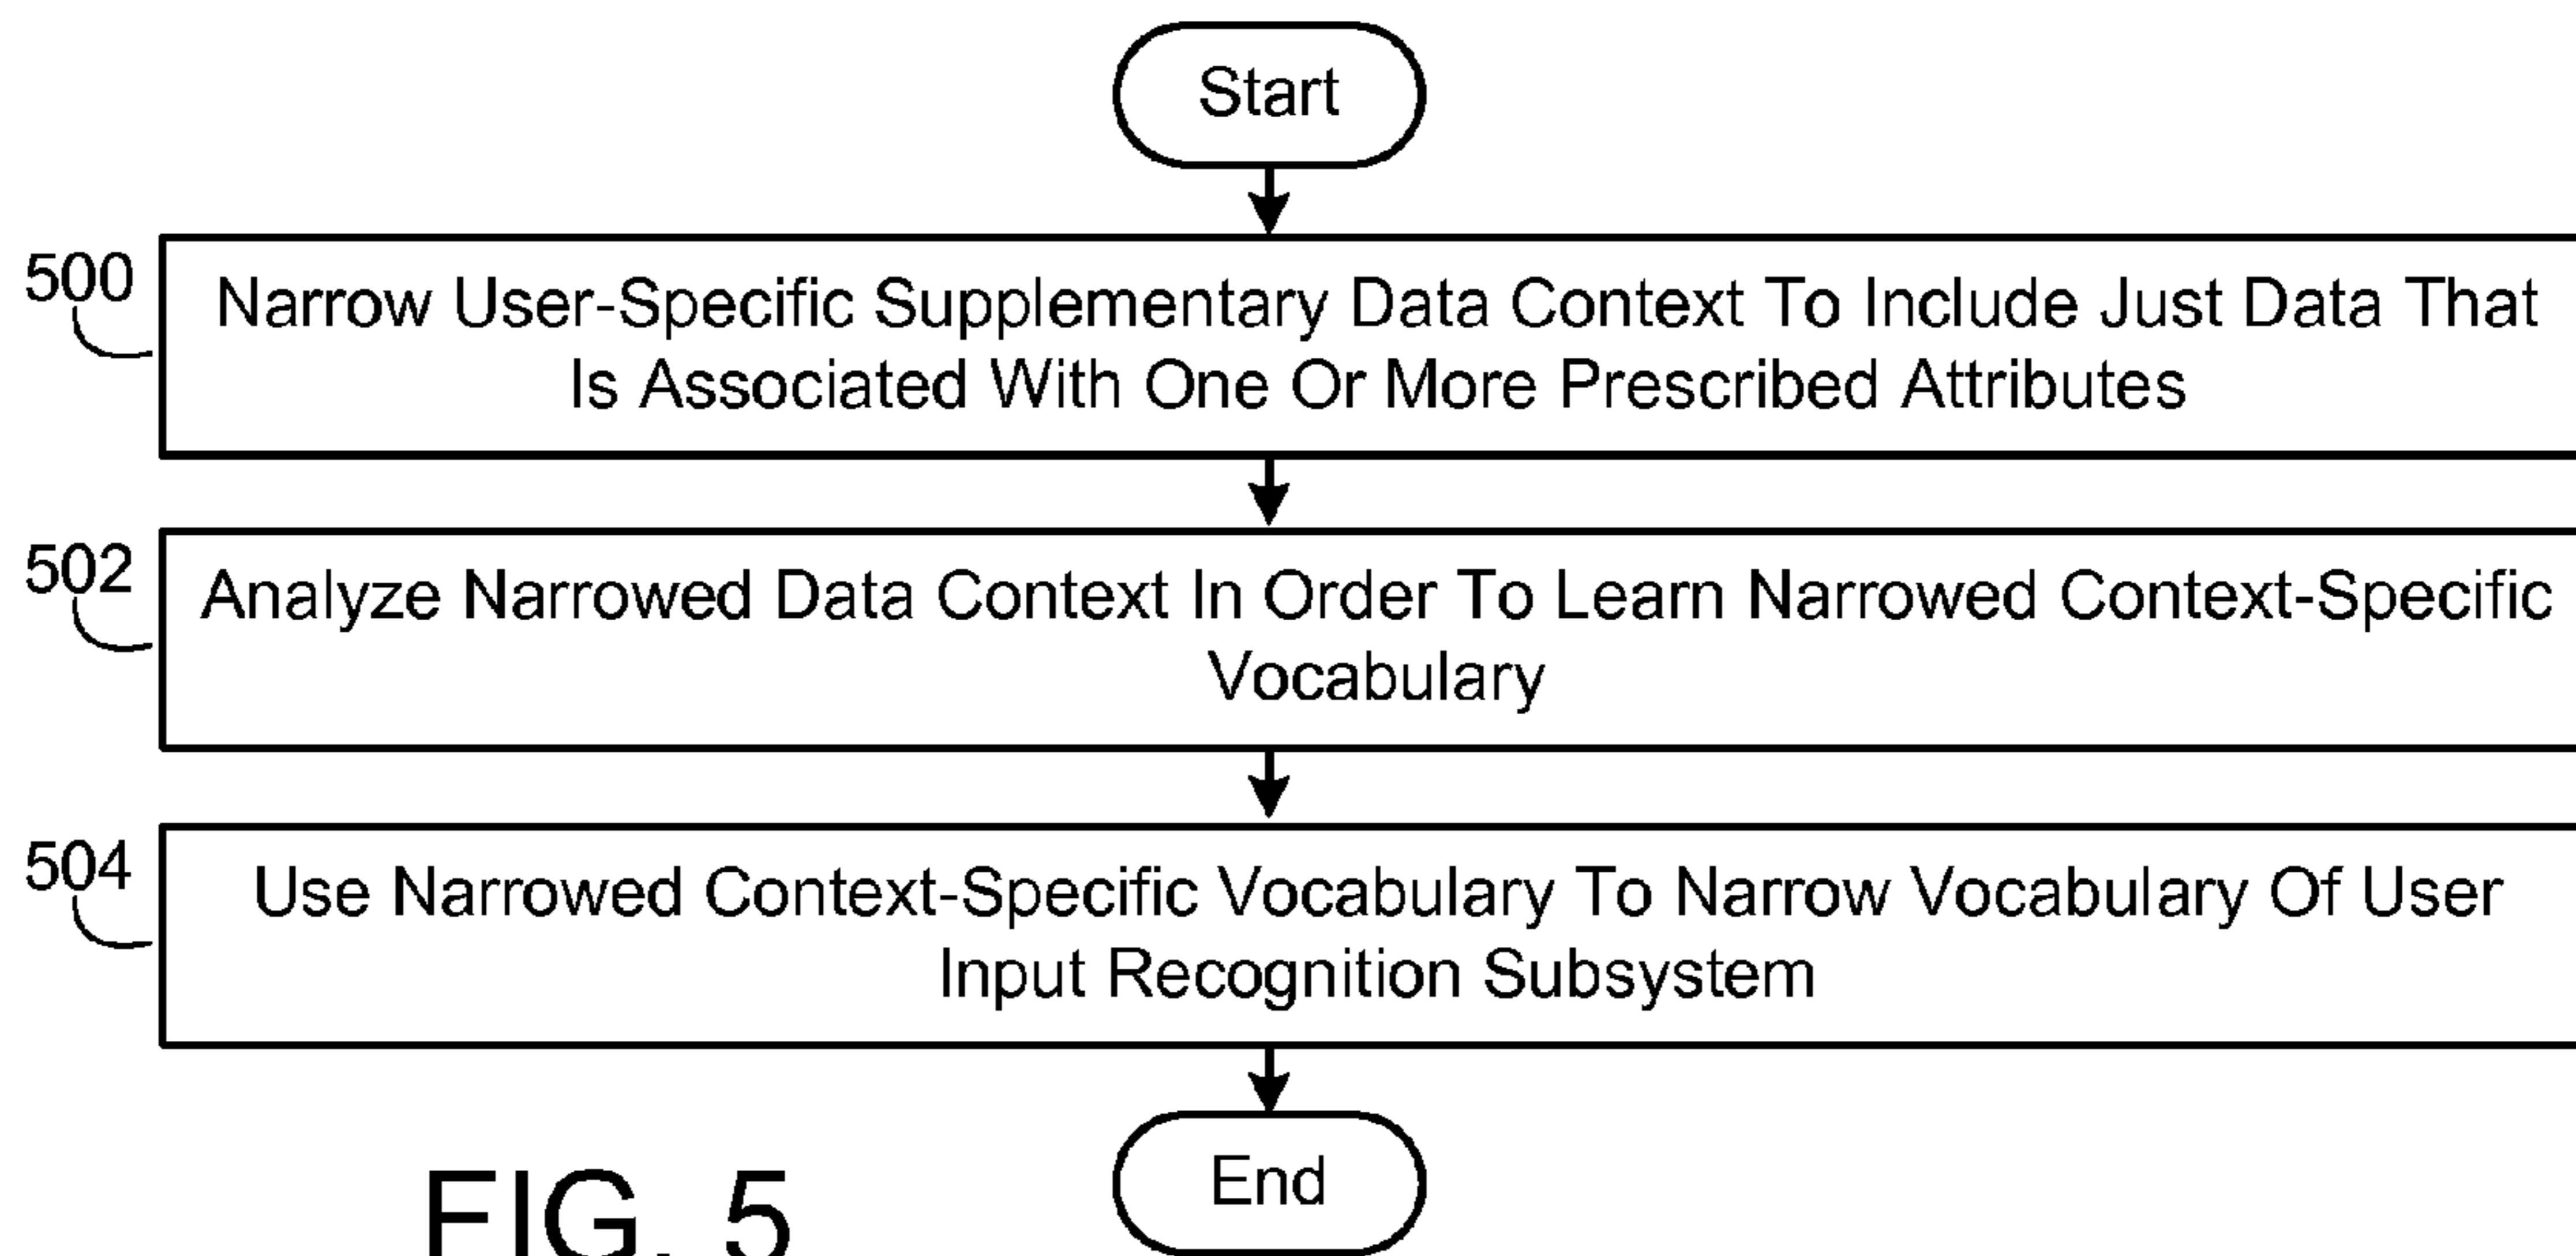 Start
500
Narrow User-Specific Supplementary Data Context To Include Just Data That
Is Associated With One Or More Prescribed Attributes
502
Analyze Narrowed Data Context In Order To Learn Narrowed Context-Specific
Vocabulary
504
Use Narrowed Context-Specific Vocabulary To Narrow Vocabulary Of User
Input Recognition Subsystem
End
FIG. 5